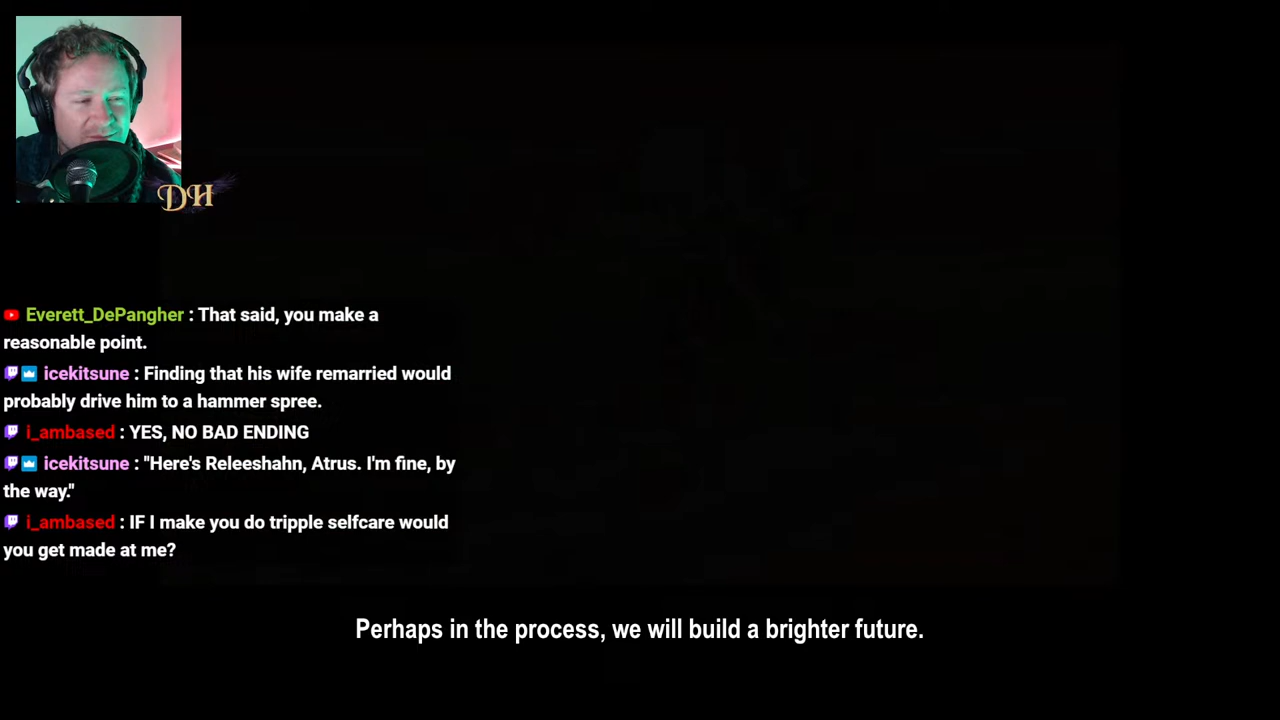 DH
Everett_DePangher : That said, you make a
reasonable point.
icekitsune : Finding that his wife remarried would
probably drive him to a hammer spree.
i_ambased : YES, NO BAD ENDING
icekitsune : "Here's Releeshahn, Atrus. I'm fine, by
the way."
i_ambased : IF I make you do tripple selfcare would
you get made at me?
Perhaps in the process, we will build a brighter future.